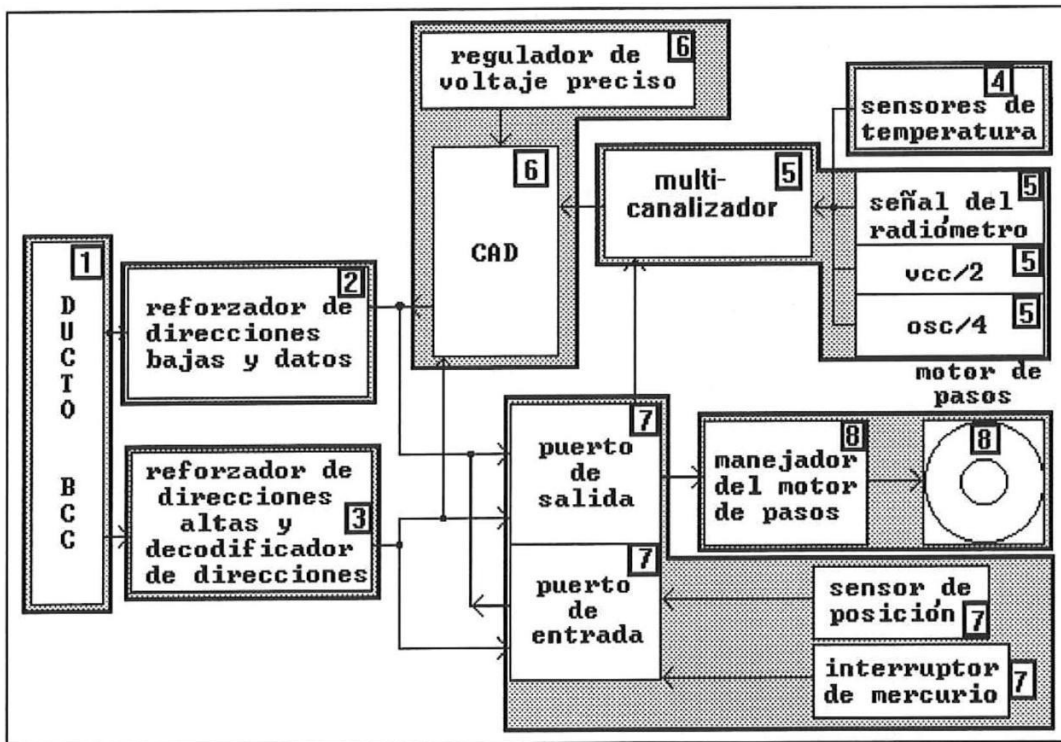 regulador de
voltaje preciso
6
4
sensores de
temperatura
6
CAD
multi-
canalizador
5
señal del
radiómetro
5
vcc/2
5
osc/4
5
1
DUCTO BCC
2
reforzador de
direcciones
bajas y datos
reforzador de
direcciones
altas y
decodificador
de direcciones
3
7
puerto
de
salida
7
puerto
de
entrada
8
manejador
del motor
de pasos
motor de
pasos
8
sensor de
posición
7
interruptor
de mercurio
7